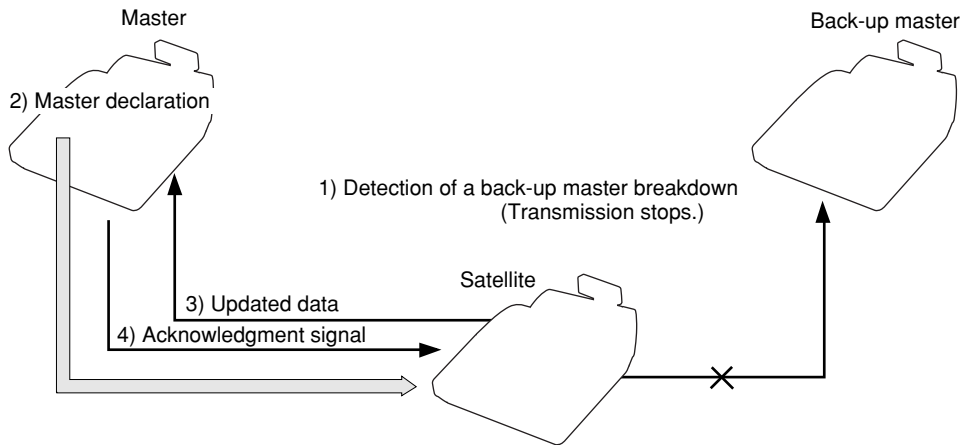 Master
Back-up master
2) Master declaration
1) Detection of a back-up master breakdown
(Transmission stops.)
Satellite
3) Updated data
4) Acknowledgment signal